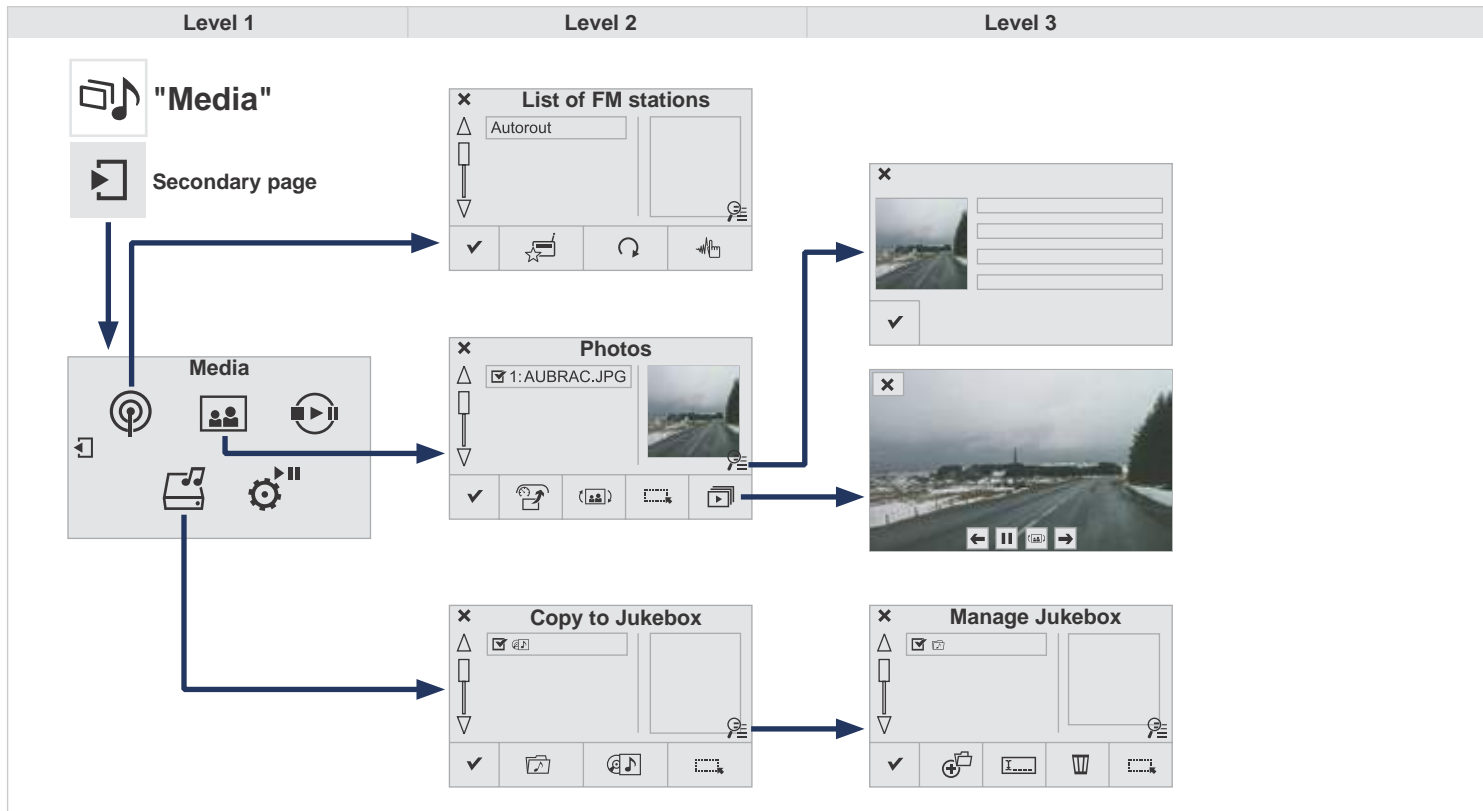 Level 1
Level 2
Level 3
"Media"
Secondary page
Media
List of FM stations
Autorout
Photos
1: AUBRAC.JPG
Copy to Jukebox
Manage Jukebox